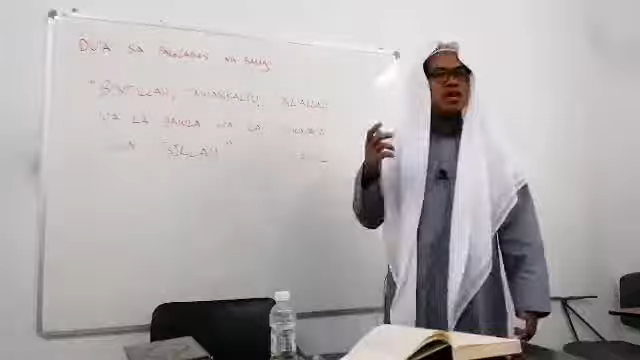 DU'A SA PAGLABAS NG BAHAY
"BISMILLAH, TAWAKKALTU, ALALLAH
WA LA HAWLA WA LA
BILLAH"